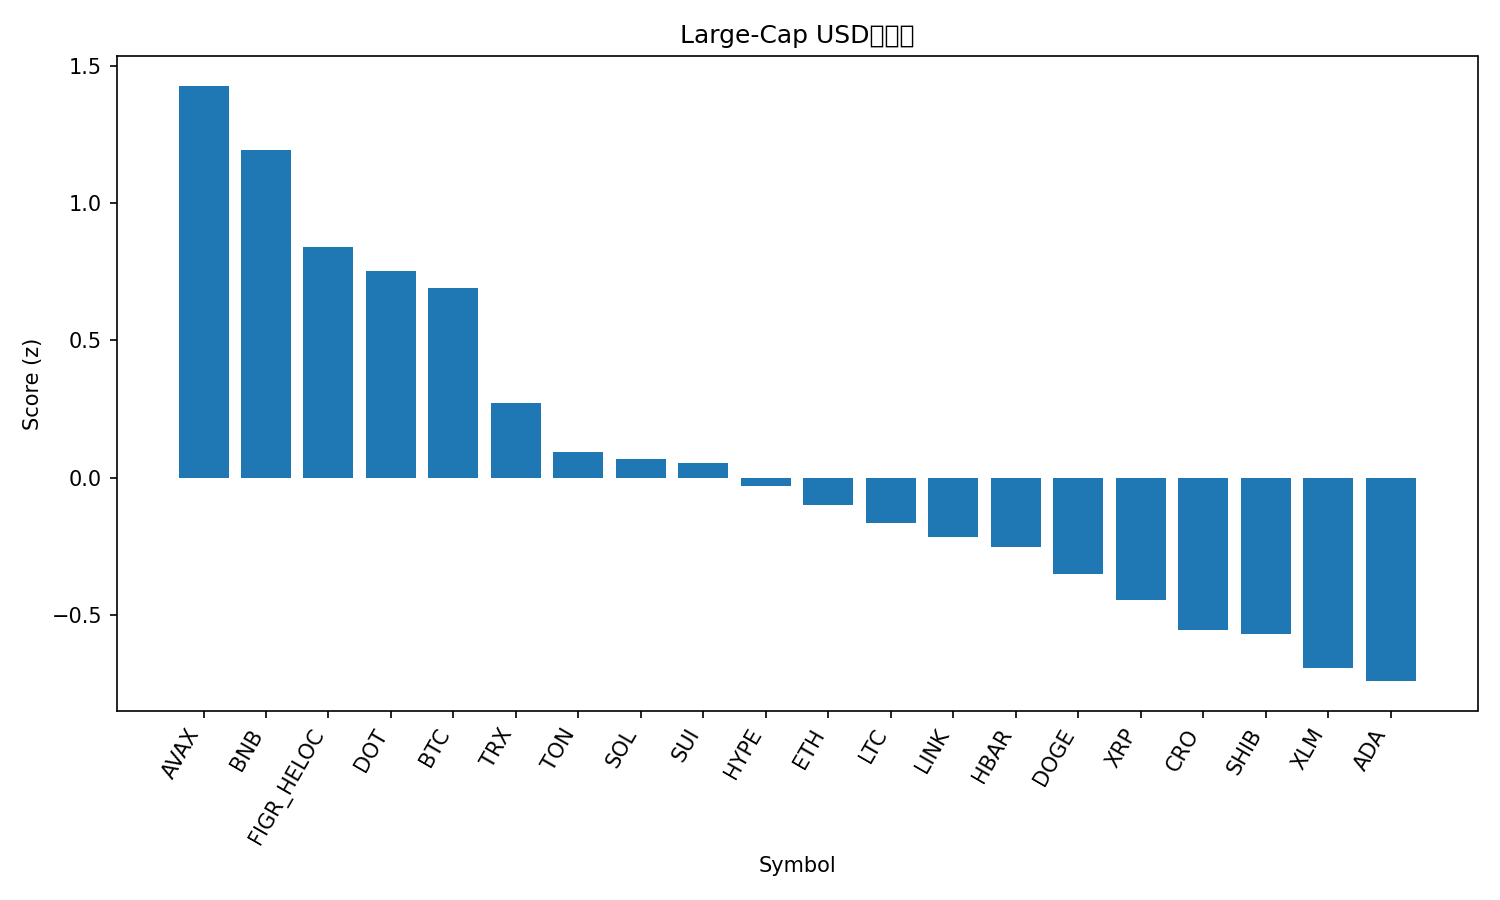 Large-Cap USD
1.5
1.0
0.5
0.0
−0.5
Score (z)
AVAX
BNB
FIGR_HELOC
DOT
BTC
TRX
TON
SOL
SUI
HYPE
ETH
LTC
LINK
HBAR
DOGE
XRP
CRO
SHIB
XLM
ADA
Symbol